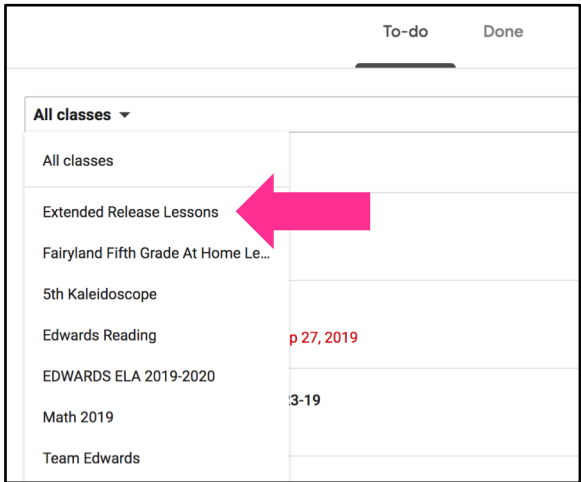 To-do Done
All classes
All classes
Extended Release Lessons
Fairyland Fifth Grade At Home Le...
5th Kaleidoscope
Edwards Reading
p 27, 2019
EDWARDS ELA 2019-2020
23-19
Math 2019
Team Edwards